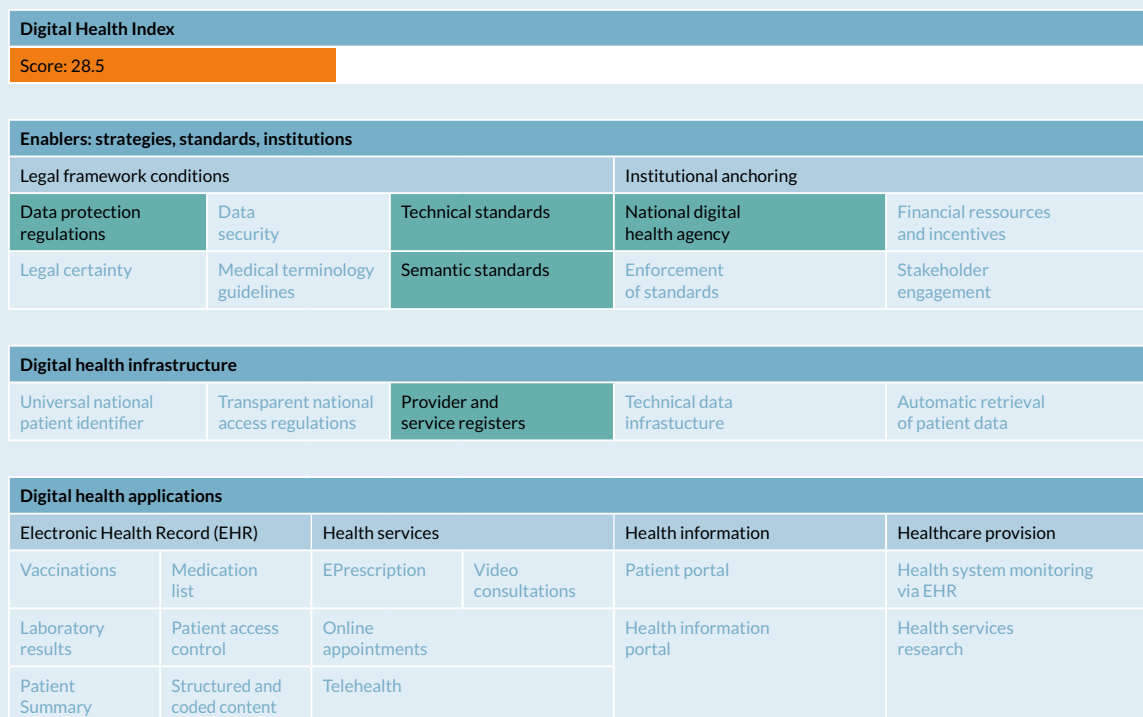 Digital Health Index
Score: 28.5
Enablers: strategies, standards, institutions
Legal framework conditions
Institutional anchoring
Data protection
regulations
Data
security
Technical standards
National digital
health agency
Financial ressources
and incentives
Legal certainty
Medical terminology
guidelines
Semantic standards
Enforcement
of standards
Stakeholder
engagement
Digital health infrastructure
Universal national
patient identifier
Transparent national
access regulations
Provider and
service registers
Technical data
infrastucture
Automatic retrieval
of patient data
Digital health applications
Electronic Health Record (EHR)
Health services
Health information
Healthcare provision
Vaccinations
Medication
list
EPrescription
Video
consultations
Patient portal
Health system monitoring
via EHR
Laboratory
results
Patient access
control
Online
appointments
Health information
portal
Health services
research
Patient
Summary
Structured and
coded content
Telehealth